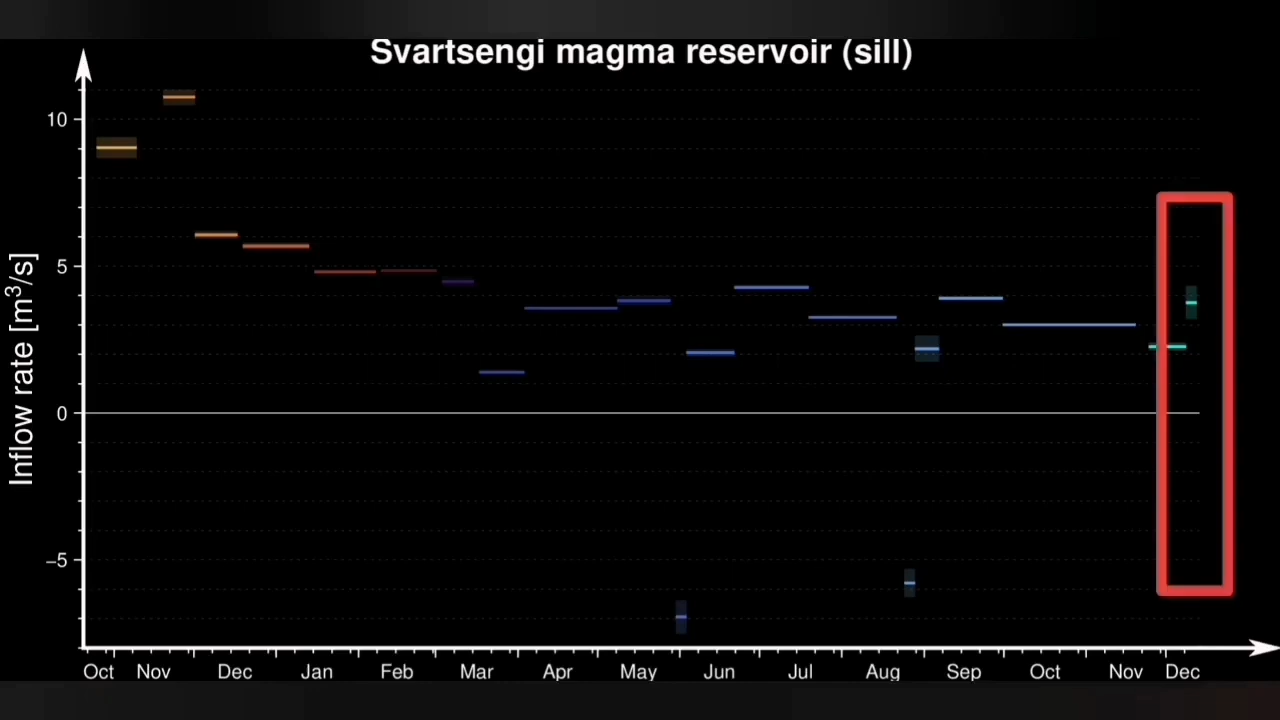 Svartsengi magma reservoir (sill)
Inflow rate [m³/s]
10
5
0
−5
Oct Nov Dec Jan Feb Mar Apr May Jun Jul Aug Sep Oct Nov Dec